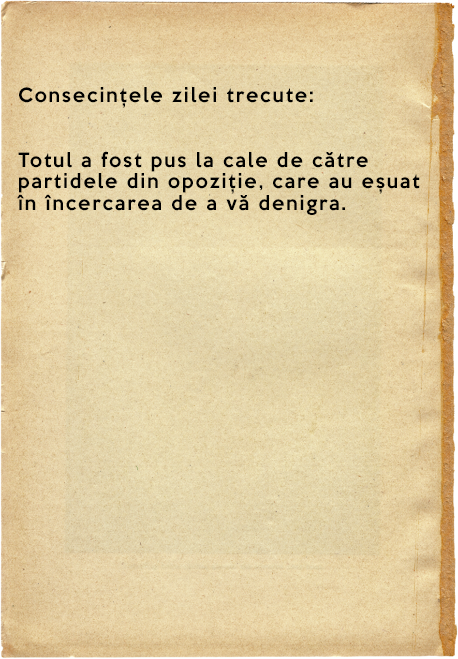 Consecințele zilei trecute:
Totul a fost pus la cale de către
partidele din opoziție, care au eșuat
în încercarea de a vă denigra.